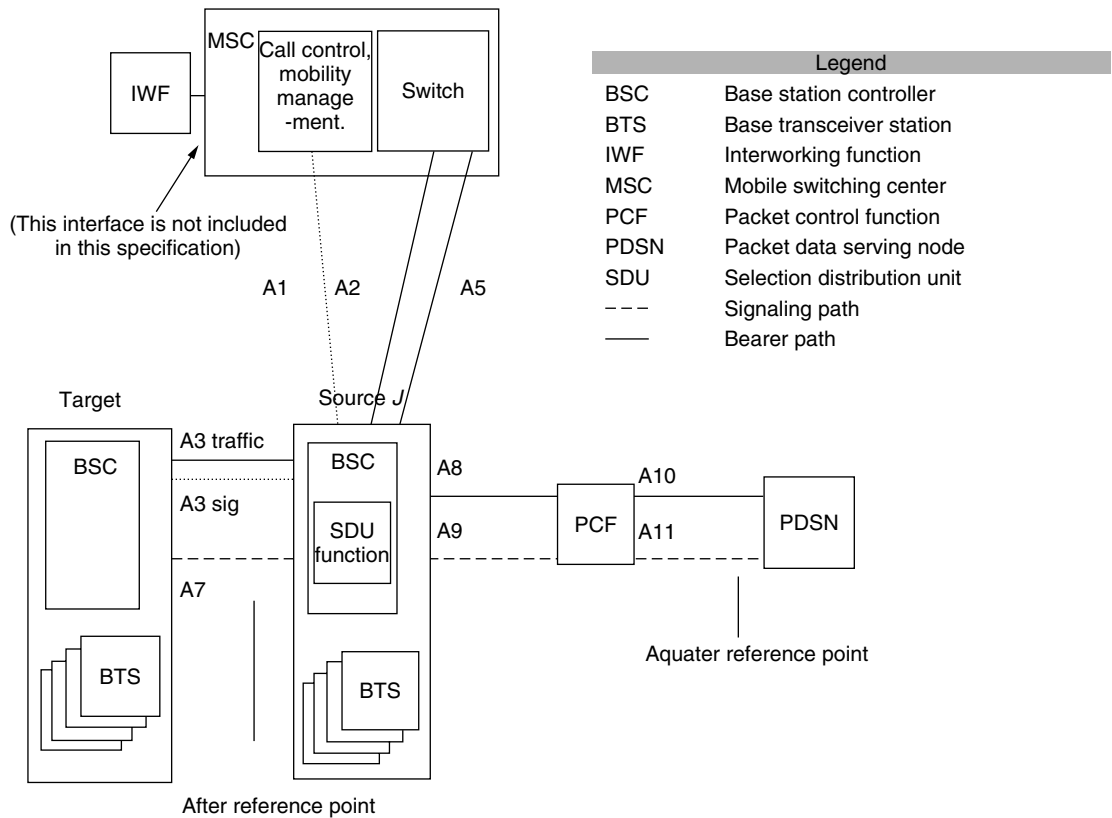 MSC
Call control,
mobility
manage
-ment.
Switch
IWF
(This interface is not included
in this specification)
A1
A2
A5
Legend
BSC Base station controller
BTS Base transceiver station
IWF Interworking function
MSC Mobile switching center
PCF Packet control function
PDSN Packet data serving node
SDU Selection distribution unit
Signaling path
Bearer path
Target
Source J
BSC
A3 traffic
A3 sig
A7
BTS
BSC
SDU
function
BTS
A8
A9
PCF
A10
A11
PDSN
Aquater reference point
After reference point